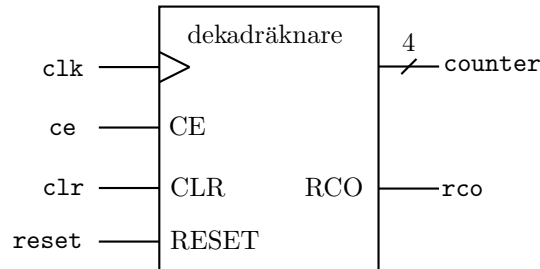 dekadräknare
4
clk
counter
ce
CE
clr
CLR
RCO
rco
reset
RESET